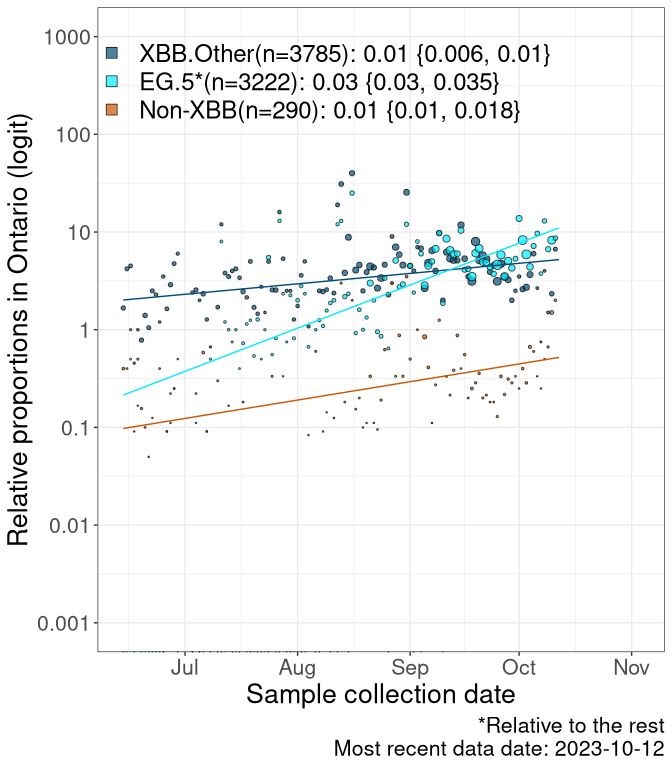 1000
100
10
1
0.1
0.01
0.001
Relative proportions in Ontario (logit)
XBB.Other(n=3785): 0.01 {0.006, 0.01}
EG.5*(n=3222): 0.03 {0.03, 0.035}
Non-XBB(n=290): 0.01 {0.01, 0.018}
Jul Aug Sep Oct Nov
Sample collection date
*Relative to the rest
Most recent data date: 2023-10-12